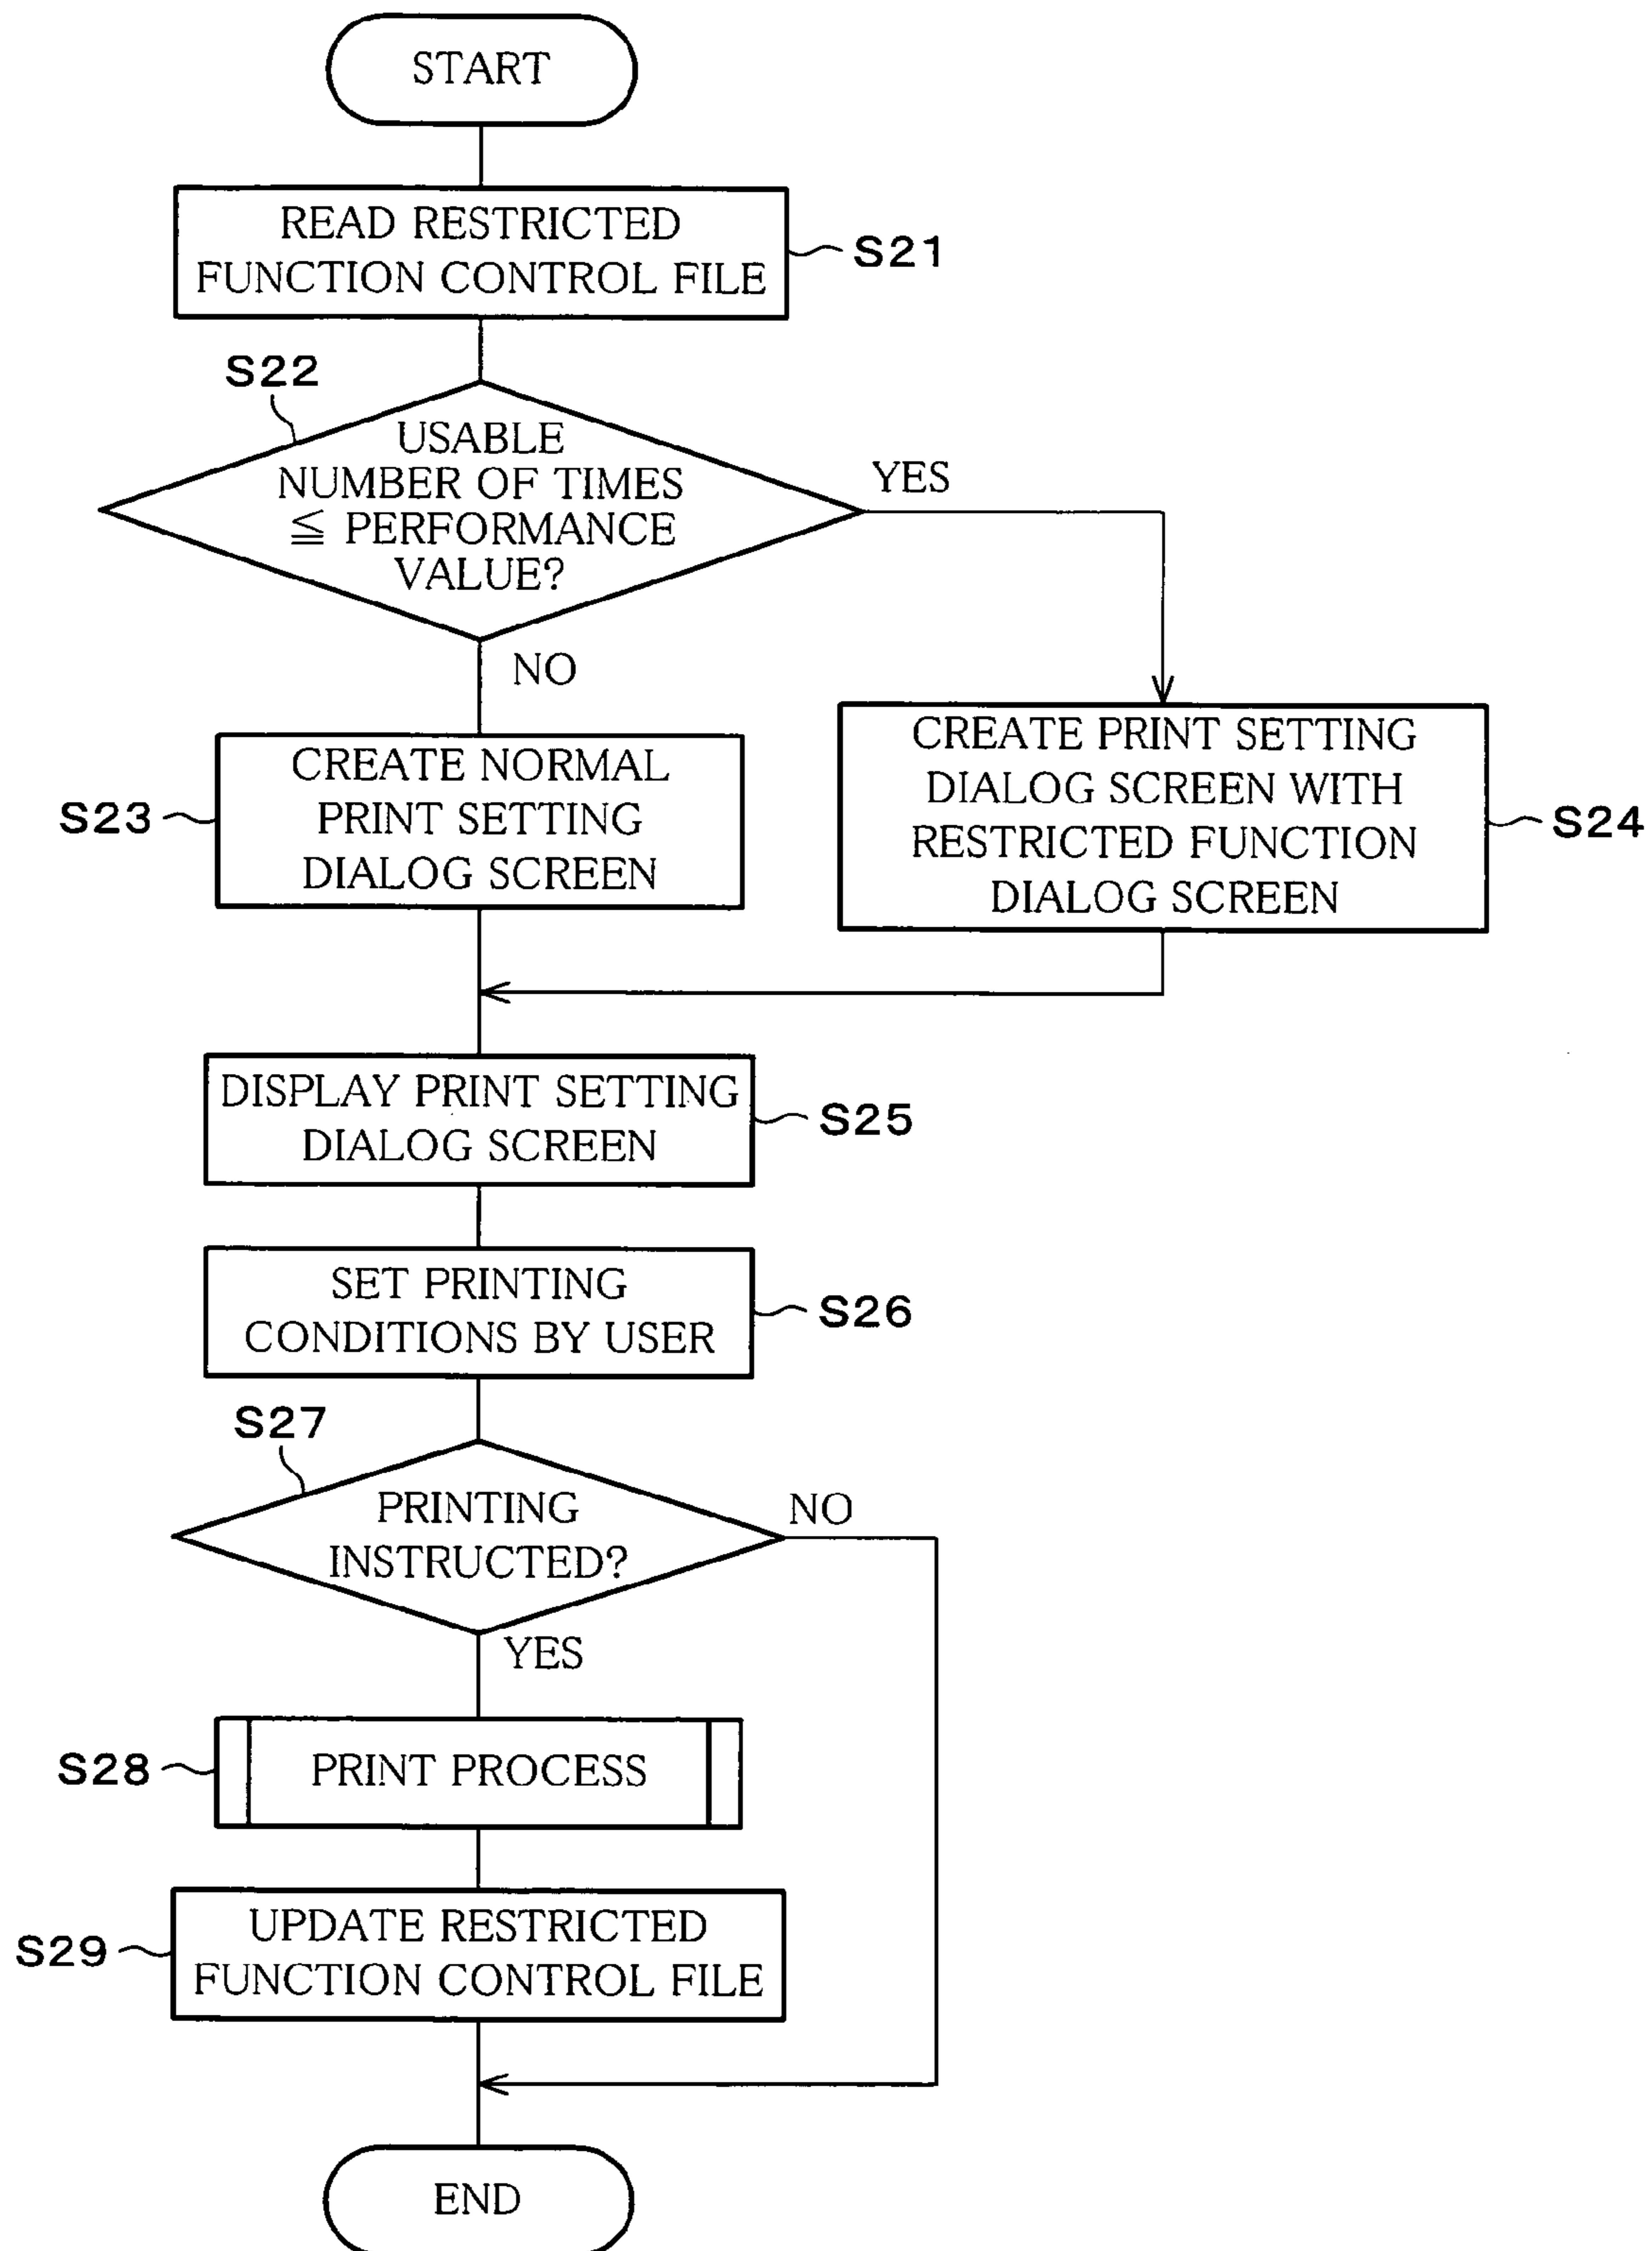 START
READ RESTRICTED
FUNCTION CONTROL FILE
S21
S22
USABLE
NUMBER OF TIMES
≦ PERFORMANCE
VALUE?
YES
NO
CREATE NORMAL
PRINT SETTING
DIALOG SCREEN
S23
CREATE PRINT SETTING
DIALOG SCREEN WITH
RESTRICTED FUNCTION
DIALOG SCREEN
S24
DISPLAY PRINT SETTING
DIALOG SCREEN
S25
SET PRINTING
CONDITIONS BY USER
S26
S27
PRINTING
INSTRUCTED?
NO
YES
S28
PRINT PROCESS
S29
UPDATE RESTRICTED
FUNCTION CONTROL FILE
END